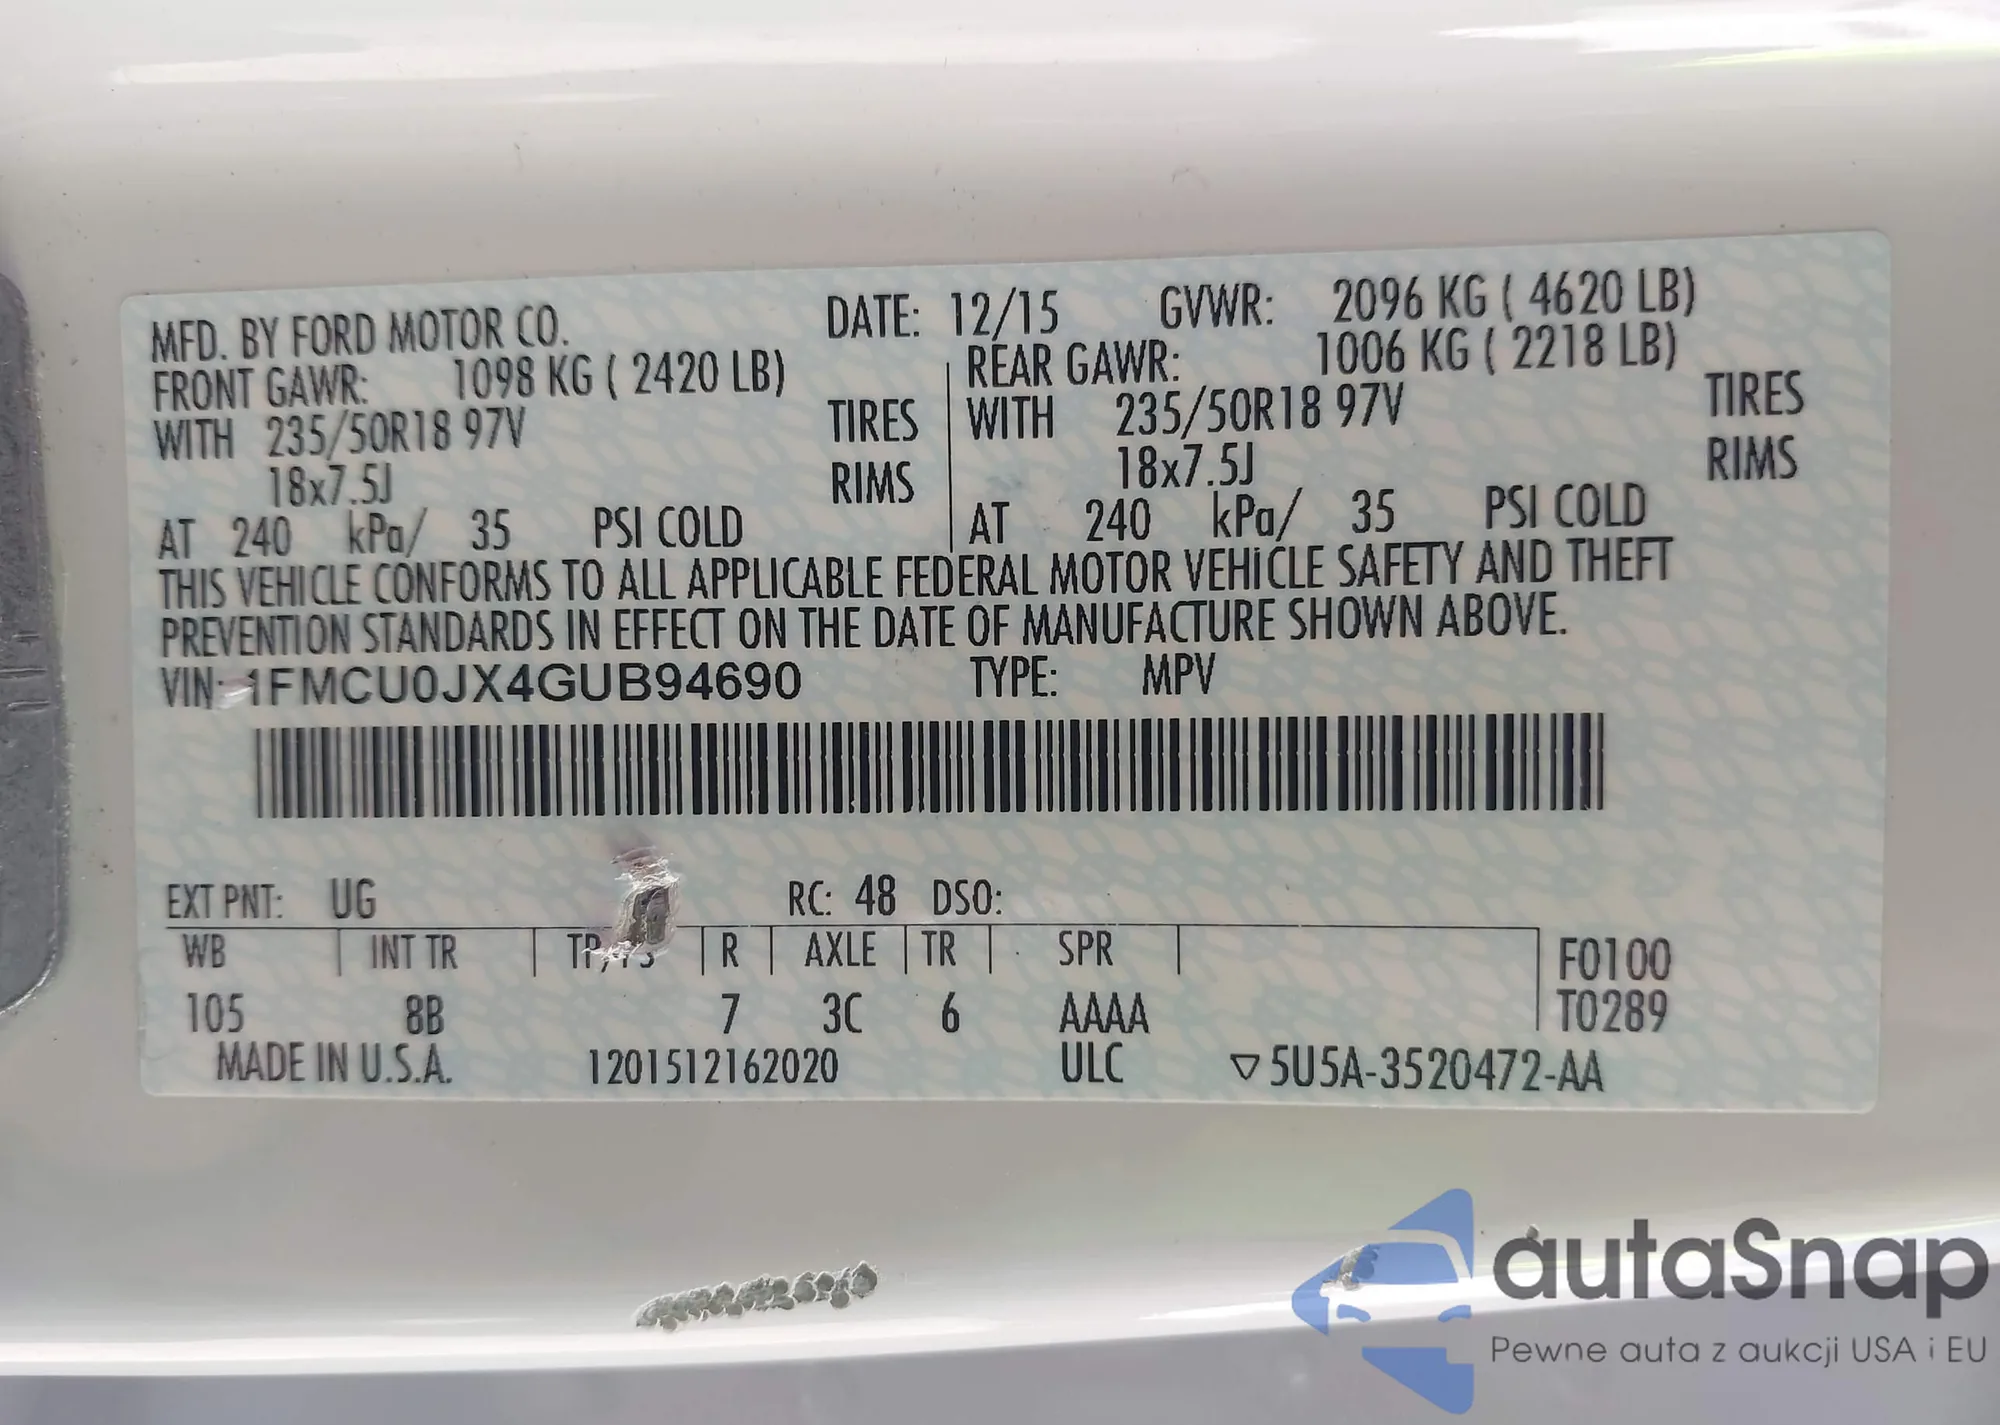 MFD. BY FORD MOTOR CO. DATE: 12/15 GVWR: 2096 KG ( 4620 LB)
FRONT GAWR: 1098 KG ( 2420 LB) REAR GAWR: 1006 KG ( 2218 LB)
WITH 235/50R18 97V TIRES WITH 235/50R18 97V TIRES
18x7.5J RIMS 18x7.5J RIMS
AT 240 kPa/ 35 PSI COLD AT 240 kPa/ 35 PSI COLD
THIS VEHICLE CONFORMS TO ALL APPLICABLE FEDERAL MOTOR VEHICLE SAFETY AND THEFT
PREVENTION STANDARDS IN EFFECT ON THE DATE OF MANUFACTURE SHOWN ABOVE.
VIN: 1FMCU0JX4GUB94690 TYPE: MPV
EXT PNT: UG RC: 48 DSO:
WB INT TR R AXLE TR SPR F0100
105 8B 7 3C 6 AAAA T0289
MADE IN U.S.A. 1201512162020 ULC ▽5U5A-3520472-AA
autaSnap
Pewne auta z aukcji USA i EU